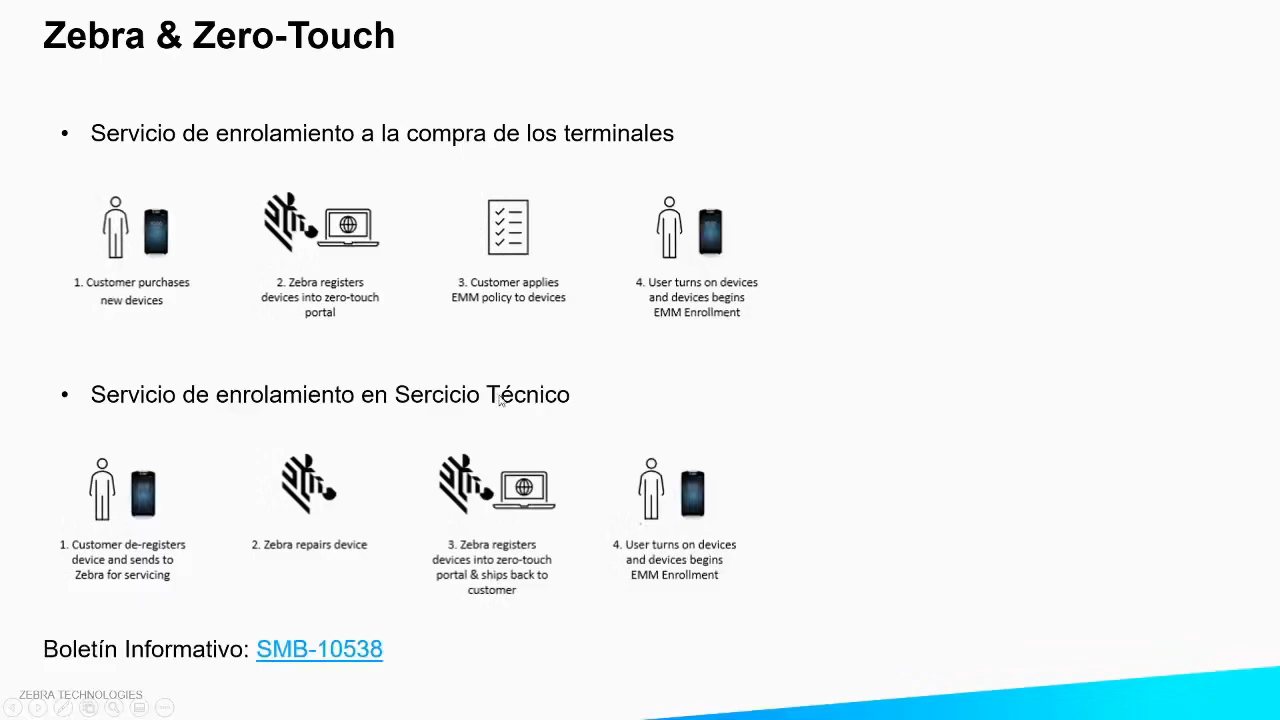 Zebra & Zero-Touch
• Servicio de enrolamiento a la compra de los terminales
1. Customer purchases
new devices
2. Zebra registers
devices into zero-touch
portal
3. Customer applies
EMM policy to devices
4. User turns on devices
and devices begins
EMM Enrollment
• Servicio de enrolamiento en Sercicio Técnico
1. Customer de-registers
device and sends to
Zebra for servicing
2. Zebra repairs device
3. Zebra registers
devices into zero-touch
portal & ships back to
customer
4. User turns on devices
and devices begins
EMM Enrollment
Boletín Informativo: SMB-10538
ZEBRA TECHNOLOGIES